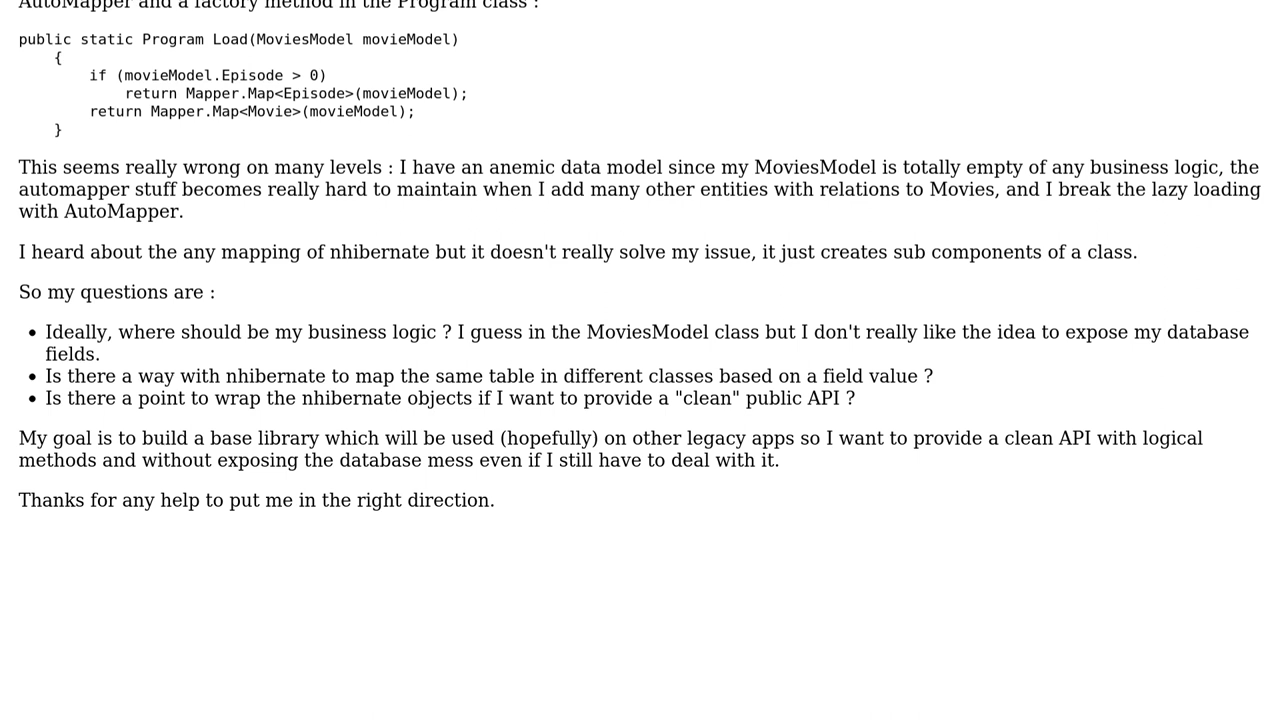 AutoMapper and a factory method in the Program class :
public static Program Load(MoviesModel movieModel)
{
if (movieModel.Episode > 0)
return Mapper.Map<Episode>(movieModel);
return Mapper.Map<Movie>(movieModel);
}
This seems really wrong on many levels : I have an anemic data model since my MoviesModel is totally empty of any business logic, the
automapper stuff becomes really hard to maintain when I add many other entities with relations to Movies, and I break the lazy loading
with AutoMapper.
I heard about the any mapping of nhibernate but it doesn't really solve my issue, it just creates sub components of a class.
So my questions are :
• Ideally, where should be my business logic ? I guess in the MoviesModel class but I don't really like the idea to expose my database
fields.
• Is there a way with nhibernate to map the same table in different classes based on a field value ?
• Is there a point to wrap the nhibernate objects if I want to provide a "clean" public API ?
My goal is to build a base library which will be used (hopefully) on other legacy apps so I want to provide a clean API with logical
methods and without exposing the database mess even if I still have to deal with it.
Thanks for any help to put me in the right direction.